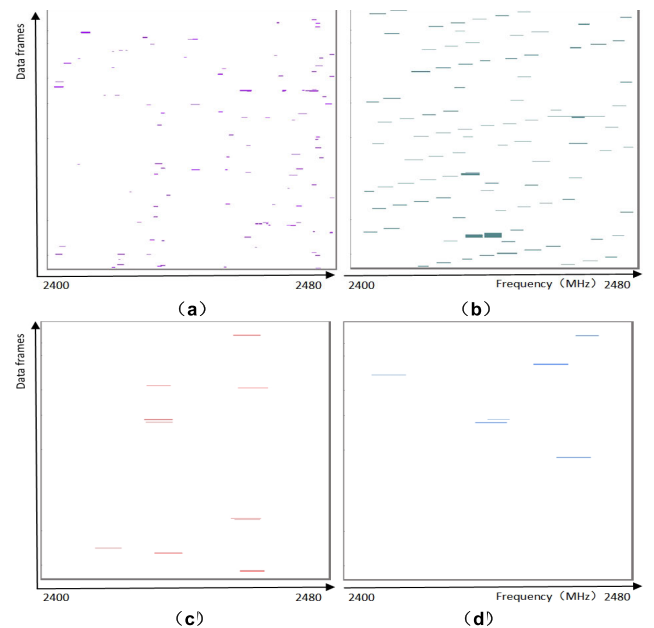 Data frames
2400 2480 2400 Frequency（MHz） 2480
（a） （b）
Data frames
2400 2480 2400 Frequency（MHz） 2480
（c） （d）